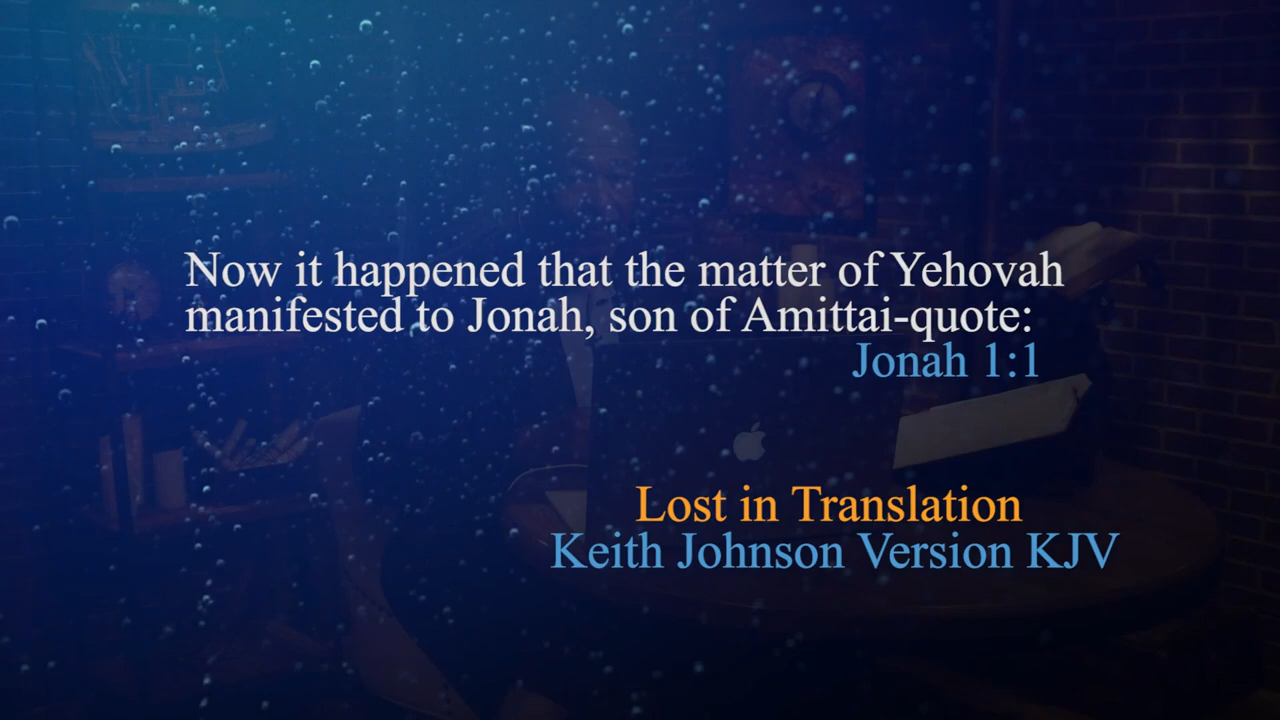 Now it happened that the matter of Yehovah
manifested to Jonah, son of Amittai-quote:
Jonah 1:1
Lost in Translation
Keith Johnson Version KJV